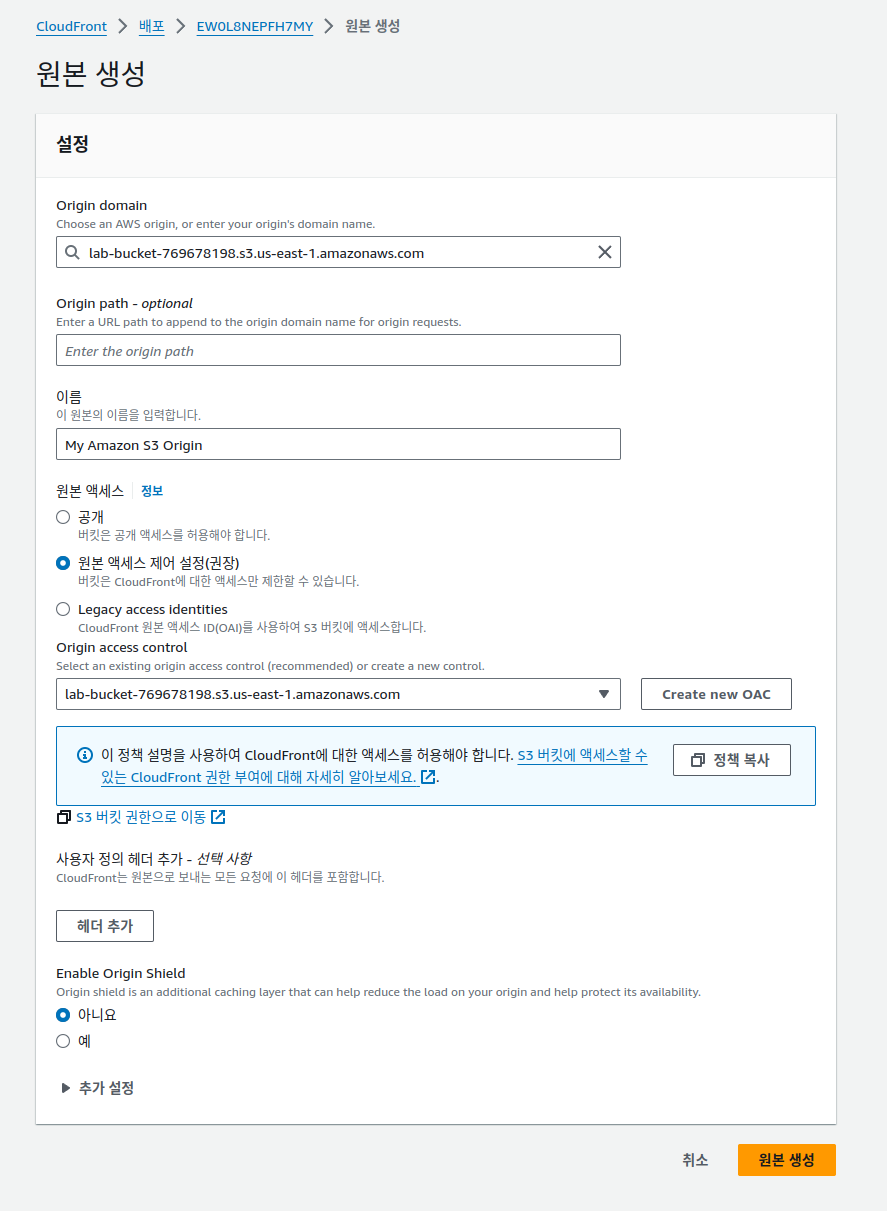 CloudFront > 배포 > EW0L8NEPFH7MY > 원본 생성
원본 생성
설정
Origin domain
Choose an AWS origin, or enter your origin's domain name.
lab-bucket-769678198.s3.us-east-1.amazonaws.com
Origin path - optional
Enter a URL path to append to the origin domain name for origin requests.
Enter the origin path
이름
이 원본의 이름을 입력합니다.
My Amazon S3 Origin
원본 액세스 정보
공개
버킷은 공개 액세스를 허용해야 합니다.
원본 액세스 제어 설정(권장)
버킷은 CloudFront에 대한 액세스만 제한할 수 있습니다.
Legacy access identities
CloudFront 원본 액세스 ID(OAI)를 사용하여 S3 버킷에 액세스합니다.
Origin access control
Select an existing origin access control (recommended) or create a new control.
lab-bucket-769678198.s3.us-east-1.amazonaws.com
Create new OAC
이 정책 설명을 사용하여 CloudFront에 대한 액세스를 허용해야 합니다. S3 버킷에 액세스할 수
있는 CloudFront 권한 부여에 대해 자세히 알아보세요. .
정책 복사
S3 버킷 권한으로 이동
사용자 정의 헤더 추가 - 선택 사항
CloudFront는 원본으로 보내는 모든 요청에 이 헤더를 포함합니다.
헤더 추가
Enable Origin Shield
Origin shield is an additional caching layer that can help reduce the load on your origin and help protect its availability.
아니요
예
추가 설정
취소
원본 생성